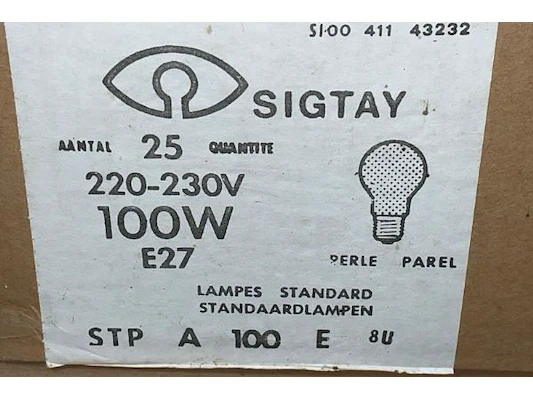 SI·00 411 43232
SIGTAY
AANTAL 25 QUANTITE
220-230V
100W
E27
PERLE PAREL
LAMPES STANDARD
STANDAARDLAMPEN
STP A 100 E 8U